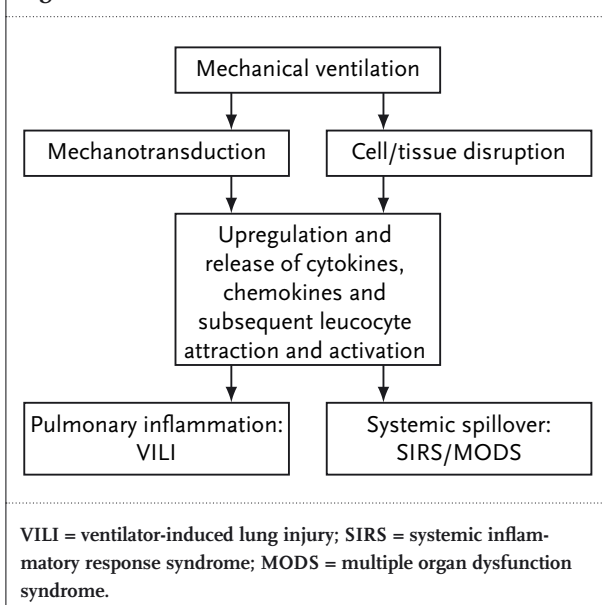 Mechanical ventilation
Mechanotransduction
Cell/tissue disruption
Upregulation and
release of cytokines,
chemokines and
subsequent leucocyte
attraction and activation
Pulmonary inflammation:
VILI
Systemic spillover:
SIRS/MODS
VILI = ventilator-induced lung injury; SIRS = systemic inflam-
matory response syndrome; MODS = multiple organ dysfunction
syndrome.